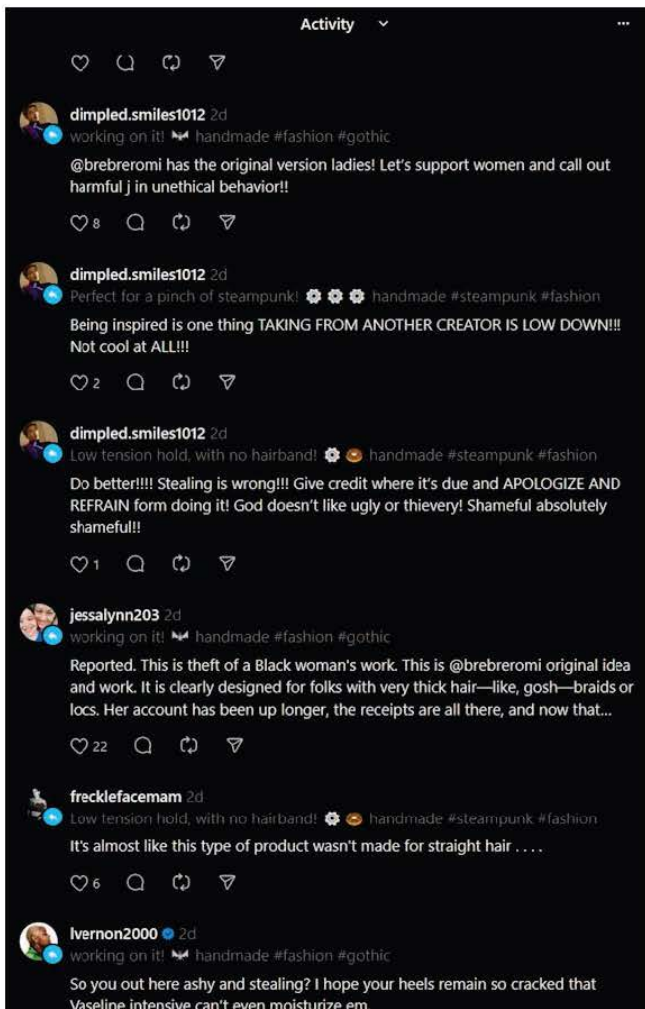 Activity
dimpled.smiles1012 2d
working on it! 🦇 handmade #fashion #gothic
@brebreromi has the original version ladies! Let's support women and call out
harmful j in unethical behavior!!
8
dimpled.smiles1012 2d
Perfect for a pinch of steampunk! ⚙️ ⚙️ ⚙️ handmade #steampunk #fashion
Being inspired is one thing TAKING FROM ANOTHER CREATOR IS LOW DOWN!!!
Not cool at ALL!!!
2
dimpled.smiles1012 2d
Low tension hold, with no hairband! ⚙️ 🍩 handmade #steampunk #fashion
Do better!!!! Stealing is wrong!!! Give credit where it's due and APOLOGIZE AND
REFRAIN form doing it! God doesn't like ugly or thievery! Shameful absolutely
shameful!!
1
jessalynn203 2d
working on it! 🦇 handmade #fashion #gothic
Reported. This is theft of a Black woman's work. This is @brebreromi original idea
and work. It is clearly designed for folks with very thick hair—like, gosh—braids or
locs. Her account has been up longer, the receipts are all there, and now that...
22
frecklefacemam 2d
Low tension hold, with no hairband! ⚙️ 🍩 handmade #steampunk #fashion
It's almost like this type of product wasn't made for straight hair . . . .
6
lvernon2000 2d
working on it! 🦇 handmade #fashion #gothic
So you out here ashy and stealing? I hope your heels remain so cracked that
Vaseline intensive can't even moisturize em.